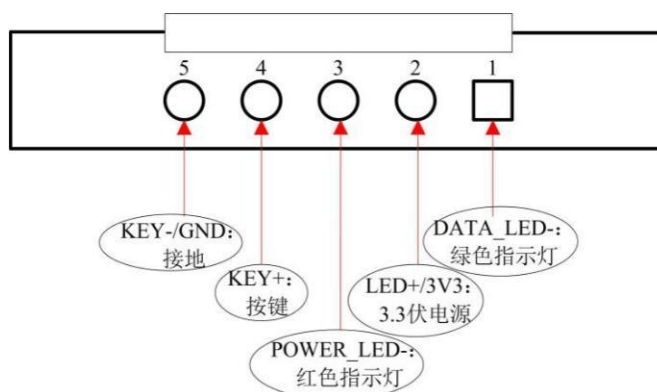 5 4 3 2 1
KEY-/GND:
接地
KEY+:
按键
POWER_LED-:
红色指示灯
LED+/3V3:
3.3伏电源
DATA_LED-:
绿色指示灯